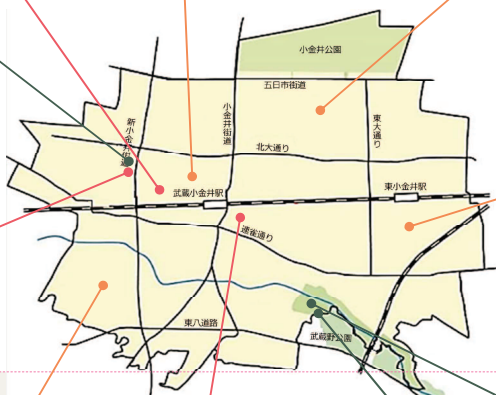 小金井公園
五日市街道
新小金井街道
小金井街道
東大通り
北大通り
武蔵小金井駅
東小金井駅
連雀通り
東八道路
武蔵野公園